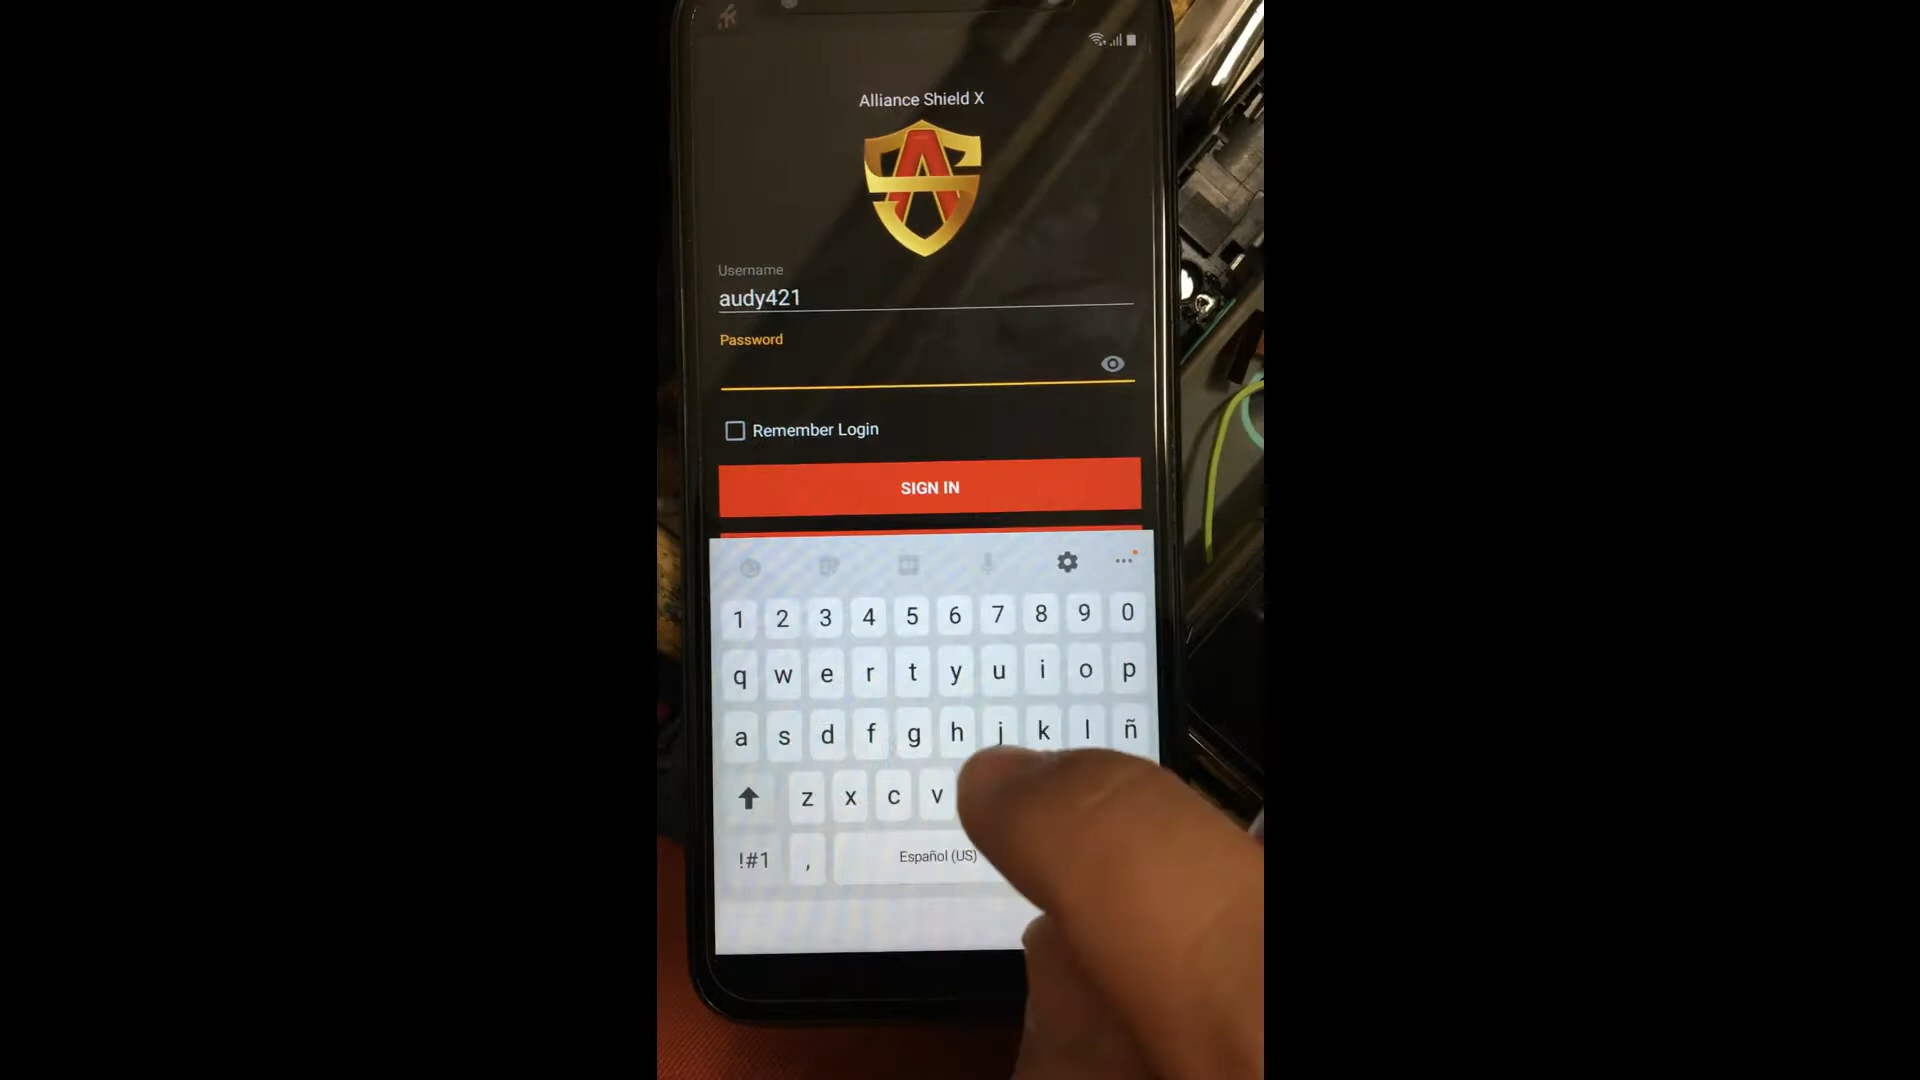 Alliance Shield X
Username
audy421
Password
Remember Login
SIGN IN
1 2 3 4 5 6 7 8 9 0
q w e r t y u i o p
a s d f g h j k l ñ
z x c v
!#1 , Español (US)